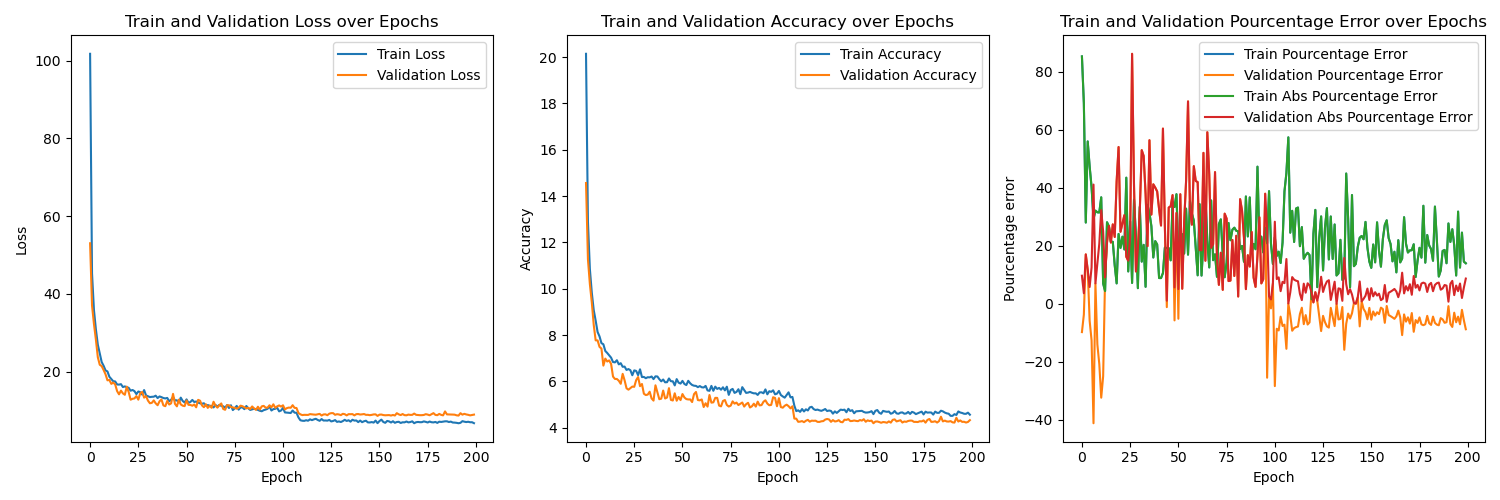 Train and Validation Loss over Epochs
Loss
100
80
60
40
20
Train Loss
Validation Loss
0 25 50 75 100 125 150 175 200
Epoch
Train and Validation Accuracy over Epochs
Accuracy
20
18
16
14
12
10
8
6
4
Train Accuracy
Validation Accuracy
0 25 50 75 100 125 150 175 200
Epoch
Train and Validation Pourcentage Error over Epochs
Pourcentage error
80
60
40
20
0
−20
−40
Train Pourcentage Error
Validation Pourcentage Error
Train Abs Pourcentage Error
Validation Abs Pourcentage Error
0 25 50 75 100 125 150 175 200
Epoch